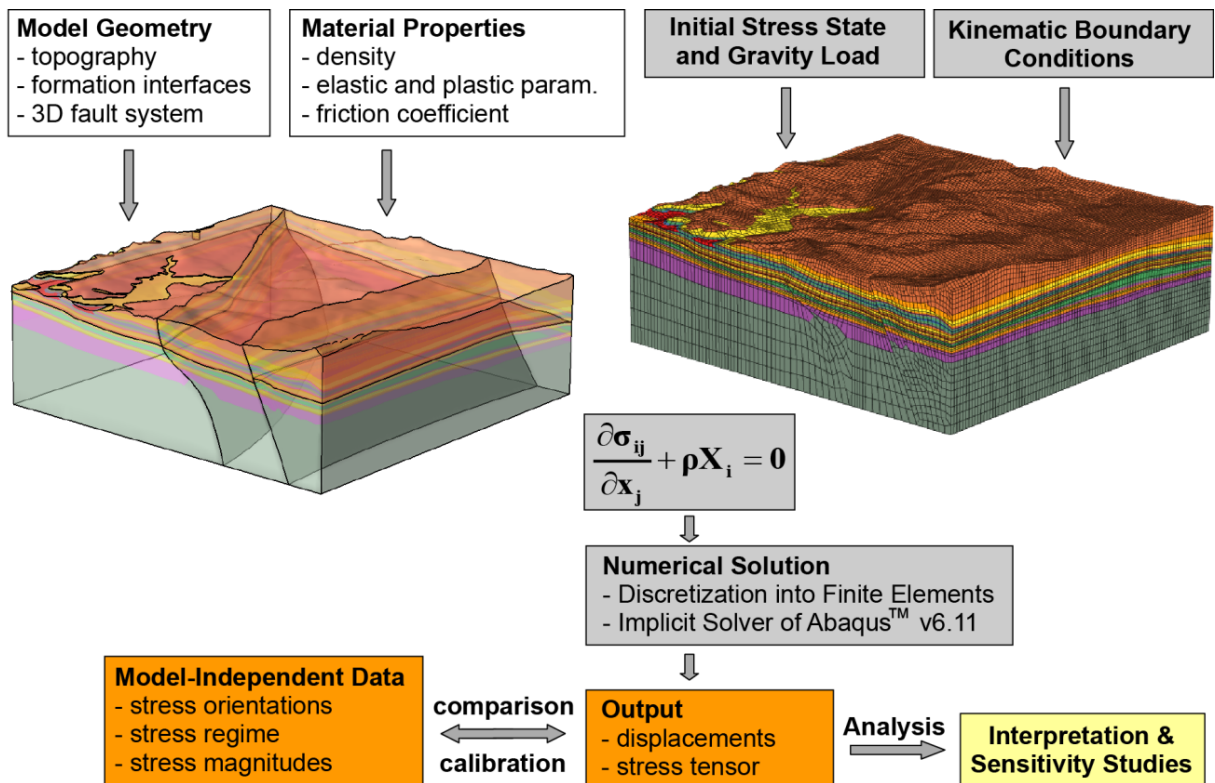 Model Geometry
- topography
- formation interfaces
- 3D fault system
Material Properties
- density
- elastic and plastic param.
- friction coefficient
Initial Stress State
and Gravity Load
Kinematic Boundary
Conditions
∂σij/∂xj + ρXi = 0
Numerical Solution
- Discretization into Finite Elements
- Implicit Solver of Abaqus™ v6.11
Model-Independent Data
- stress orientations
- stress regime
- stress magnitudes
comparison
calibration
Output
- displacements
- stress tensor
Analysis
Interpretation &
Sensitivity Studies